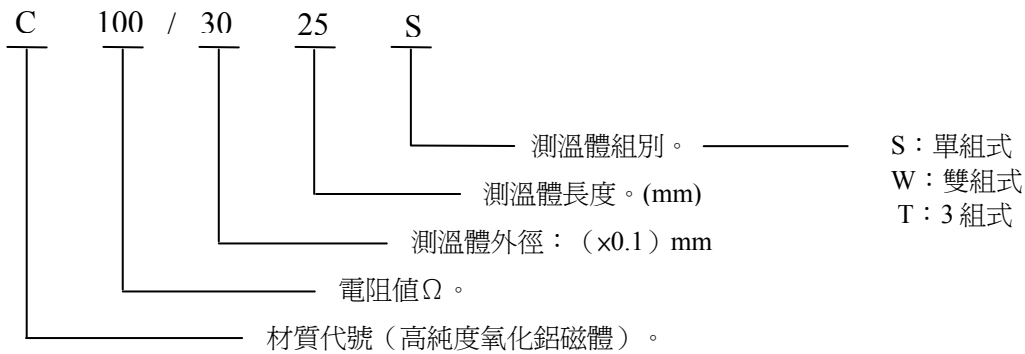 C 100 / 30 25 S
測溫體組別。 S：單組式
W：雙組式
測溫體長度。(mm)
T：3 組式
測溫體外徑：（×0.1）mm
電阻值Ω。
材質代號（高純度氧化鋁磁體）。